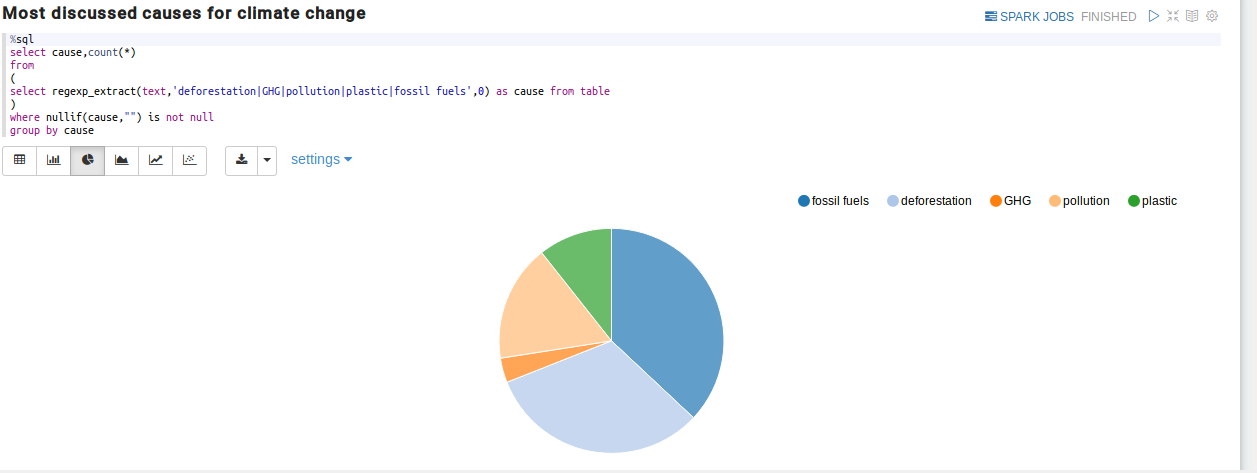 Most discussed causes for climate change
SPARK JOBS FINISHED
%sql
select cause,count(*)
from
(
select regexp_extract(text,'deforestation|GHG|pollution|plastic|fossil fuels',0) as cause from table
)
where nullif(cause,"") is not null
group by cause
settings
fossil fuels deforestation GHG pollution plastic